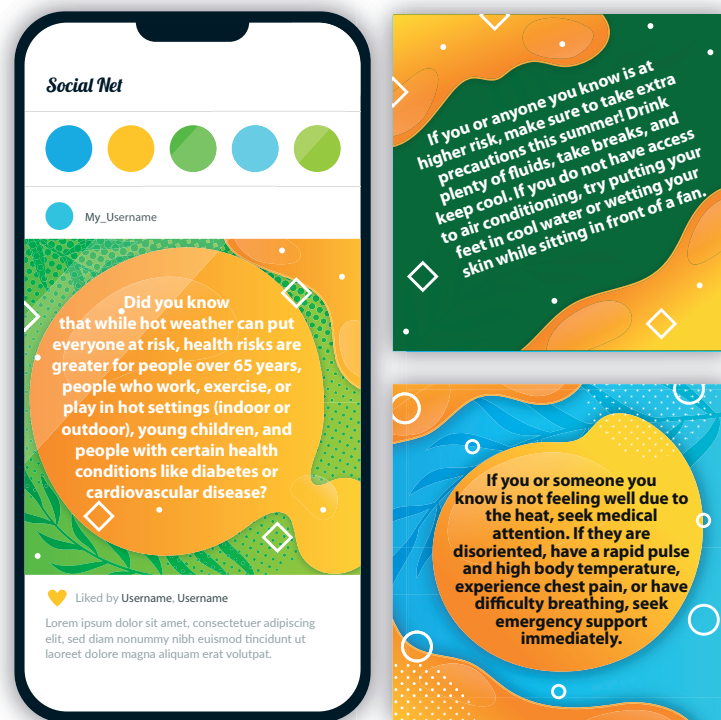 Social Net
My_Username
Did you know
that while hot weather can put
everyone at risk, health risks are
greater for people over 65 years,
people who work, exercise, or
play in hot settings (indoor or
outdoor), young children, and
people with certain health
conditions like diabetes or
cardiovascular disease?
Liked by Username, Username
Lorem ipsum dolor sit amet, consectetuer adipiscing
elit, sed diam nonummy nibh euismod tincidunt ut
laoreet dolore magna aliquam erat volutpat.
If you or anyone you know is at
higher risk, make sure to take extra
precautions this summer! Drink
plenty of fluids, take breaks, and
keep cool. If you do not have access
to air conditioning, try putting your
feet in cool water or wetting your
skin while sitting in front of a fan.
If you or someone you
know is not feeling well due to
the heat, seek medical
attention. If they are
disoriented, have a rapid pulse
and high body temperature,
experience chest pain, or have
difficulty breathing, seek
emergency support
immediately.